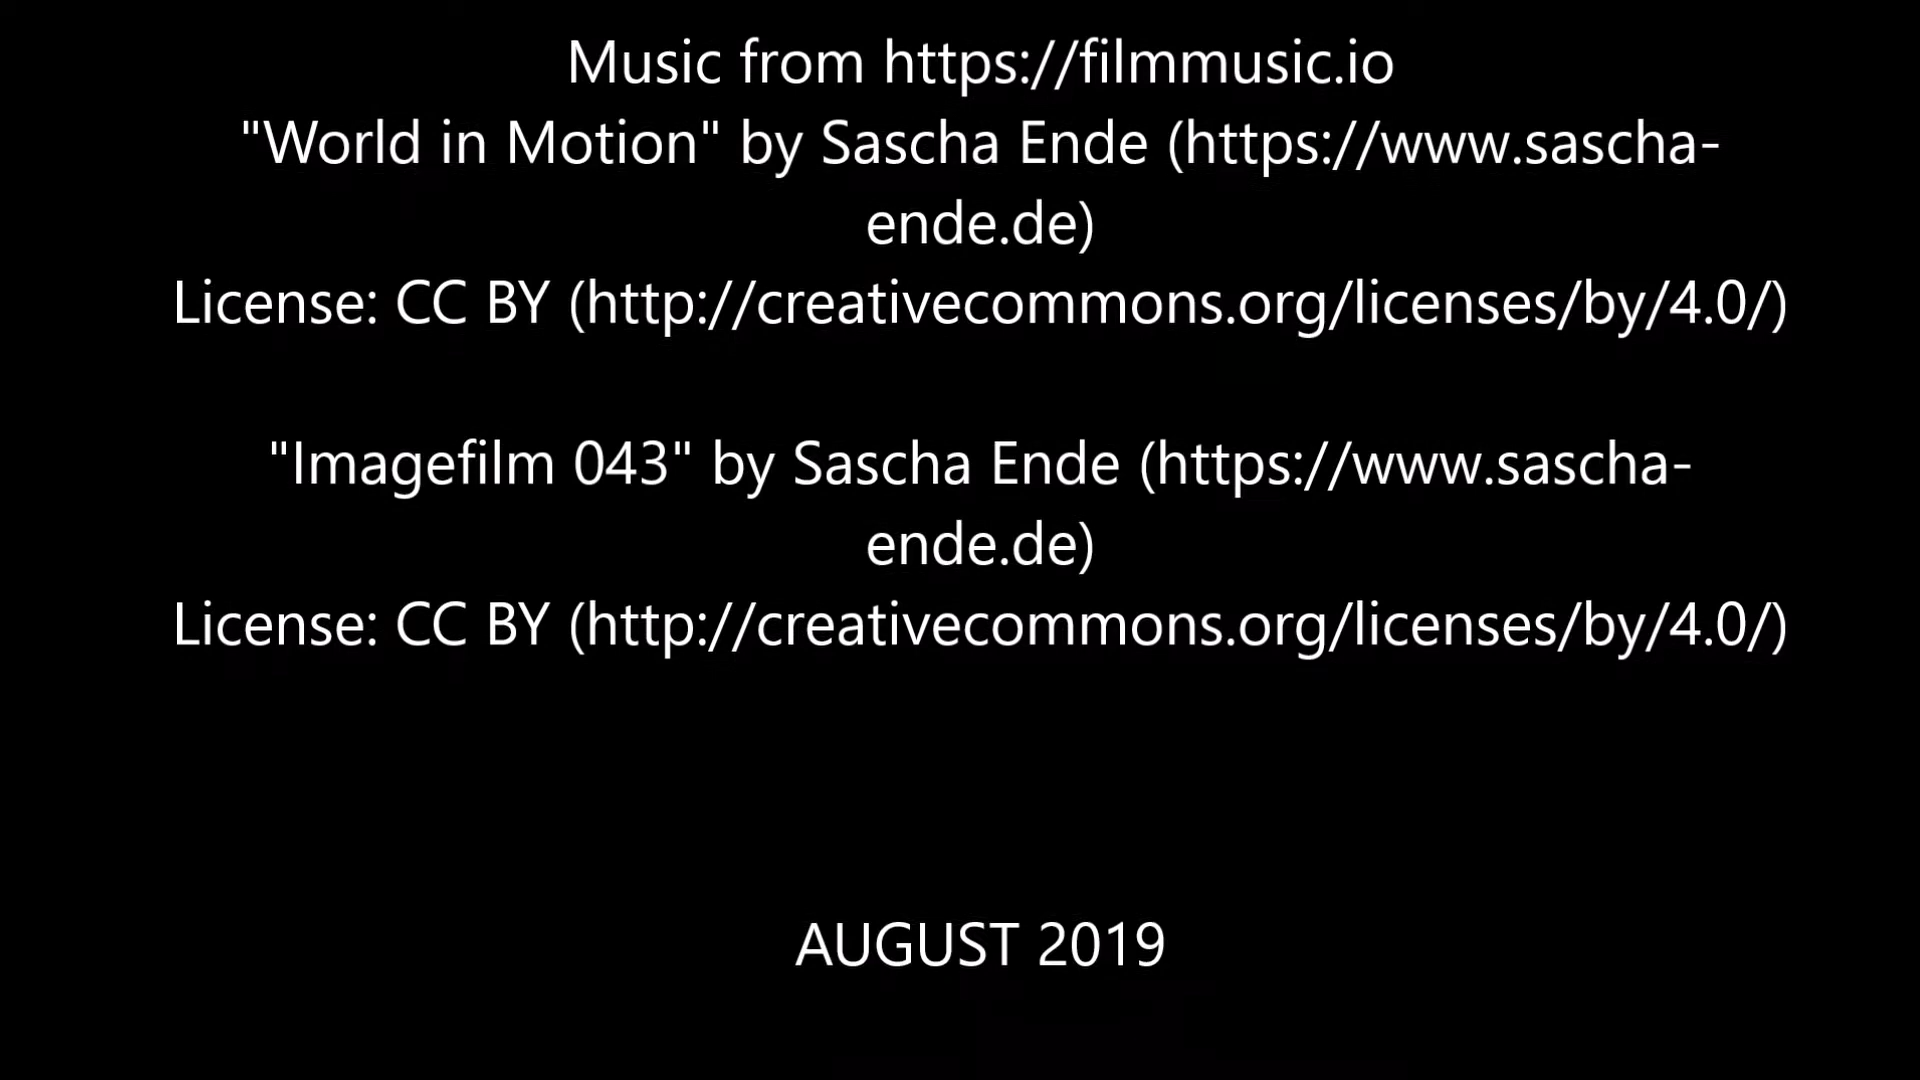 Music from https://filmmusic.io
"World in Motion" by Sascha Ende (https://www.sascha-
ende.de)
License: CC BY (http://creativecommons.org/licenses/by/4.0/)
"Imagefilm 043" by Sascha Ende (https://www.sascha-
ende.de)
License: CC BY (http://creativecommons.org/licenses/by/4.0/)
AUGUST 2019